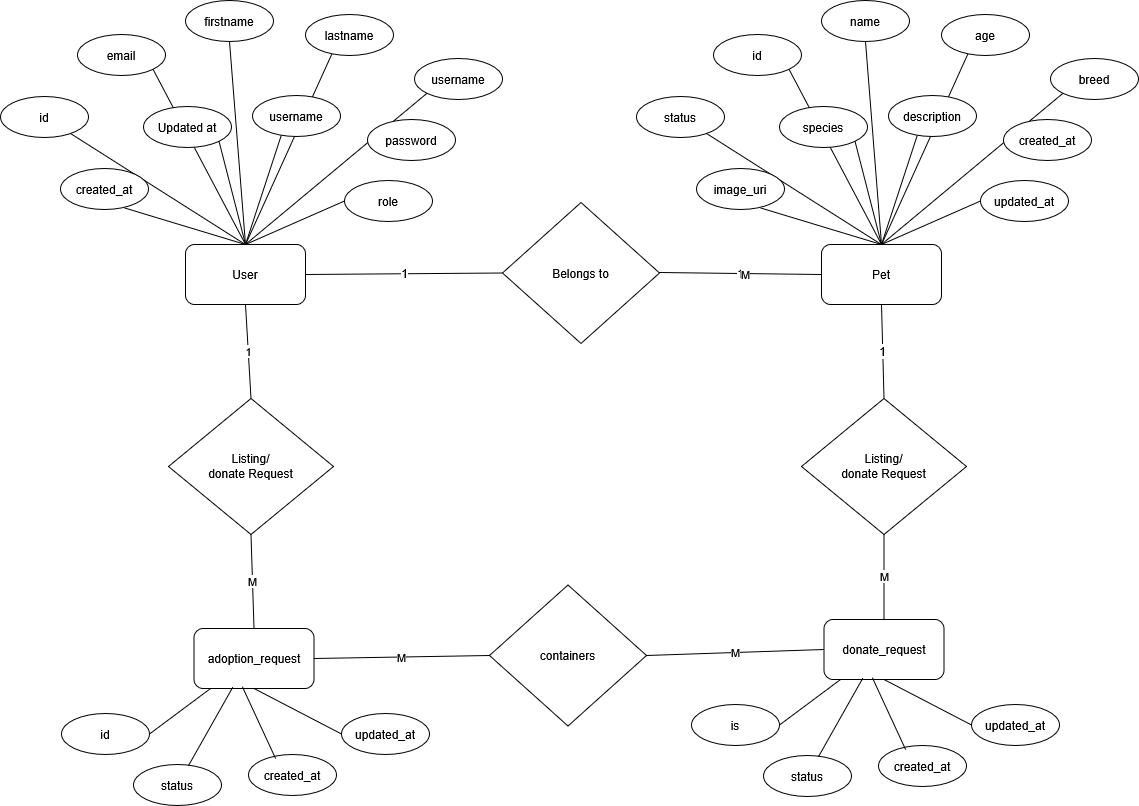 firstname
lastname
email
username
id
Updated at
username
password
created_at
role
name
age
id
breed
status
species
description
created_at
image_uri
updated_at
User
1
Belongs to
1M
Pet
1
1
Listing/
donate Request
Listing/
donate Request
M
M
adoption_request
M
containers
M
donate_request
id
updated_at
status
created_at
is
updated_at
status
created_at